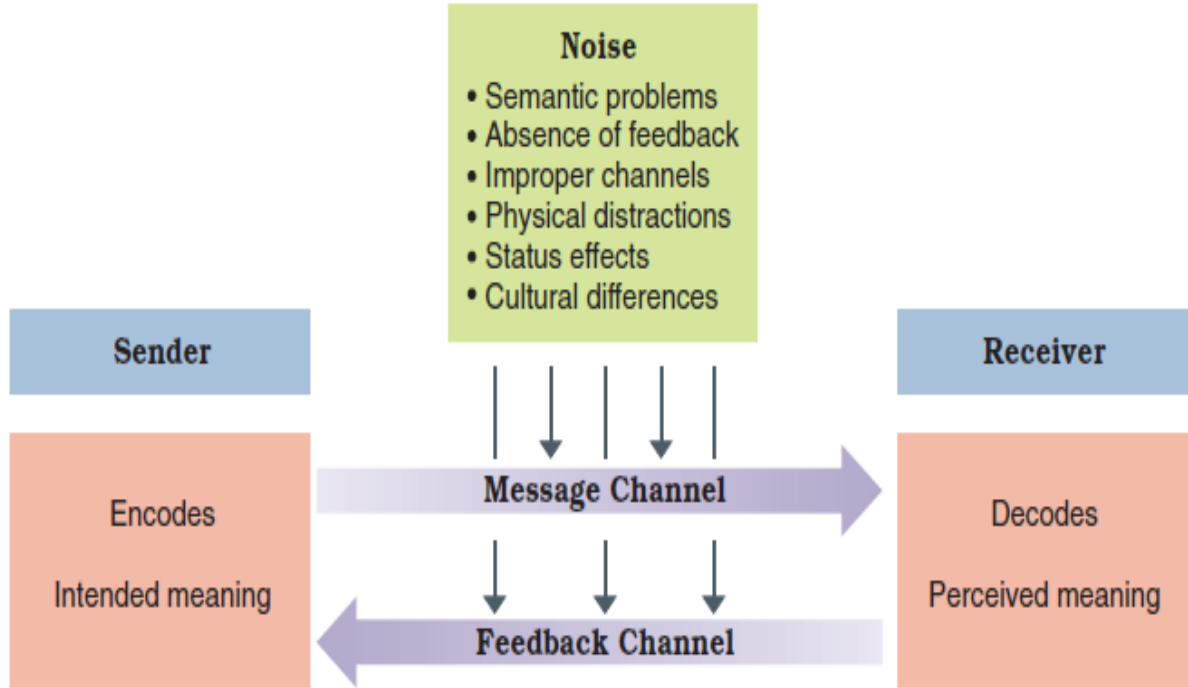 Noise
• Semantic problems
• Absence of feedback
• Improper channels
• Physical distractions
• Status effects
• Cultural differences
Sender
Receiver
Encodes
Intended meaning
Message Channel
Feedback Channel
Decodes
Perceived meaning